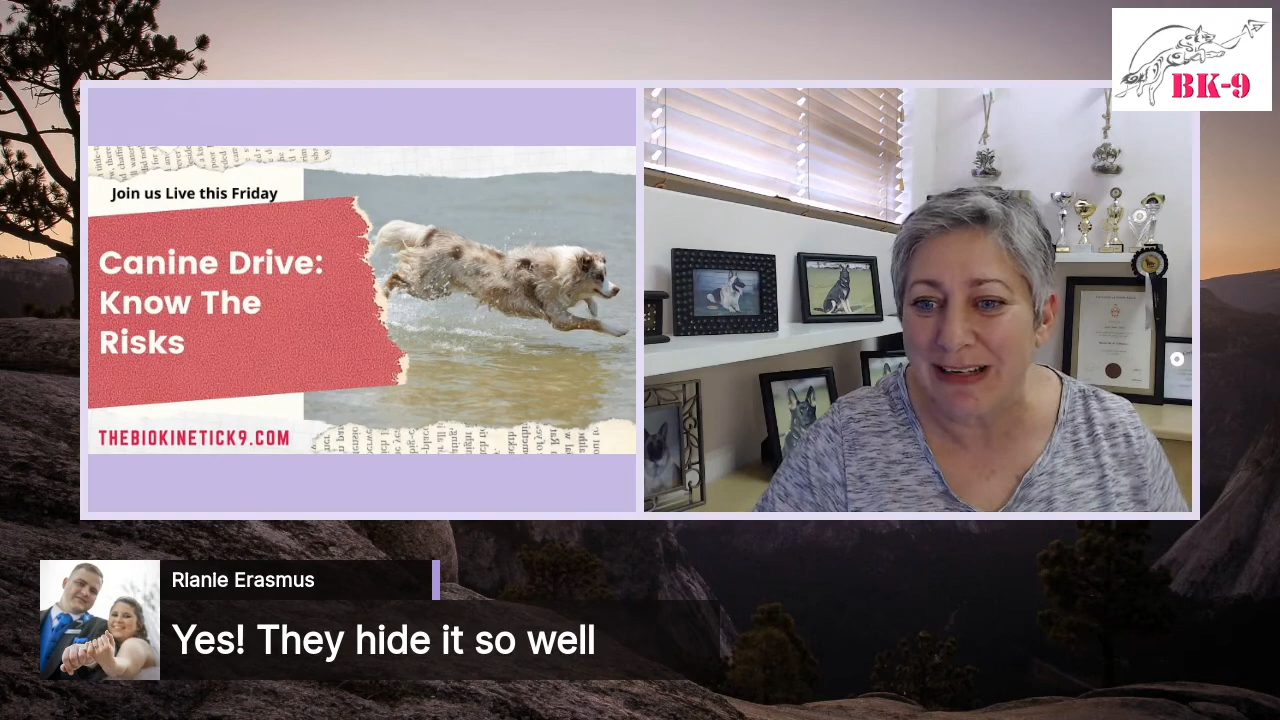 BK-9
Join us Live this Friday
Canine Drive:
Know The
Risks
THEBIOKINETICK9.COM
Rianie Erasmus
Yes! They hide it so well